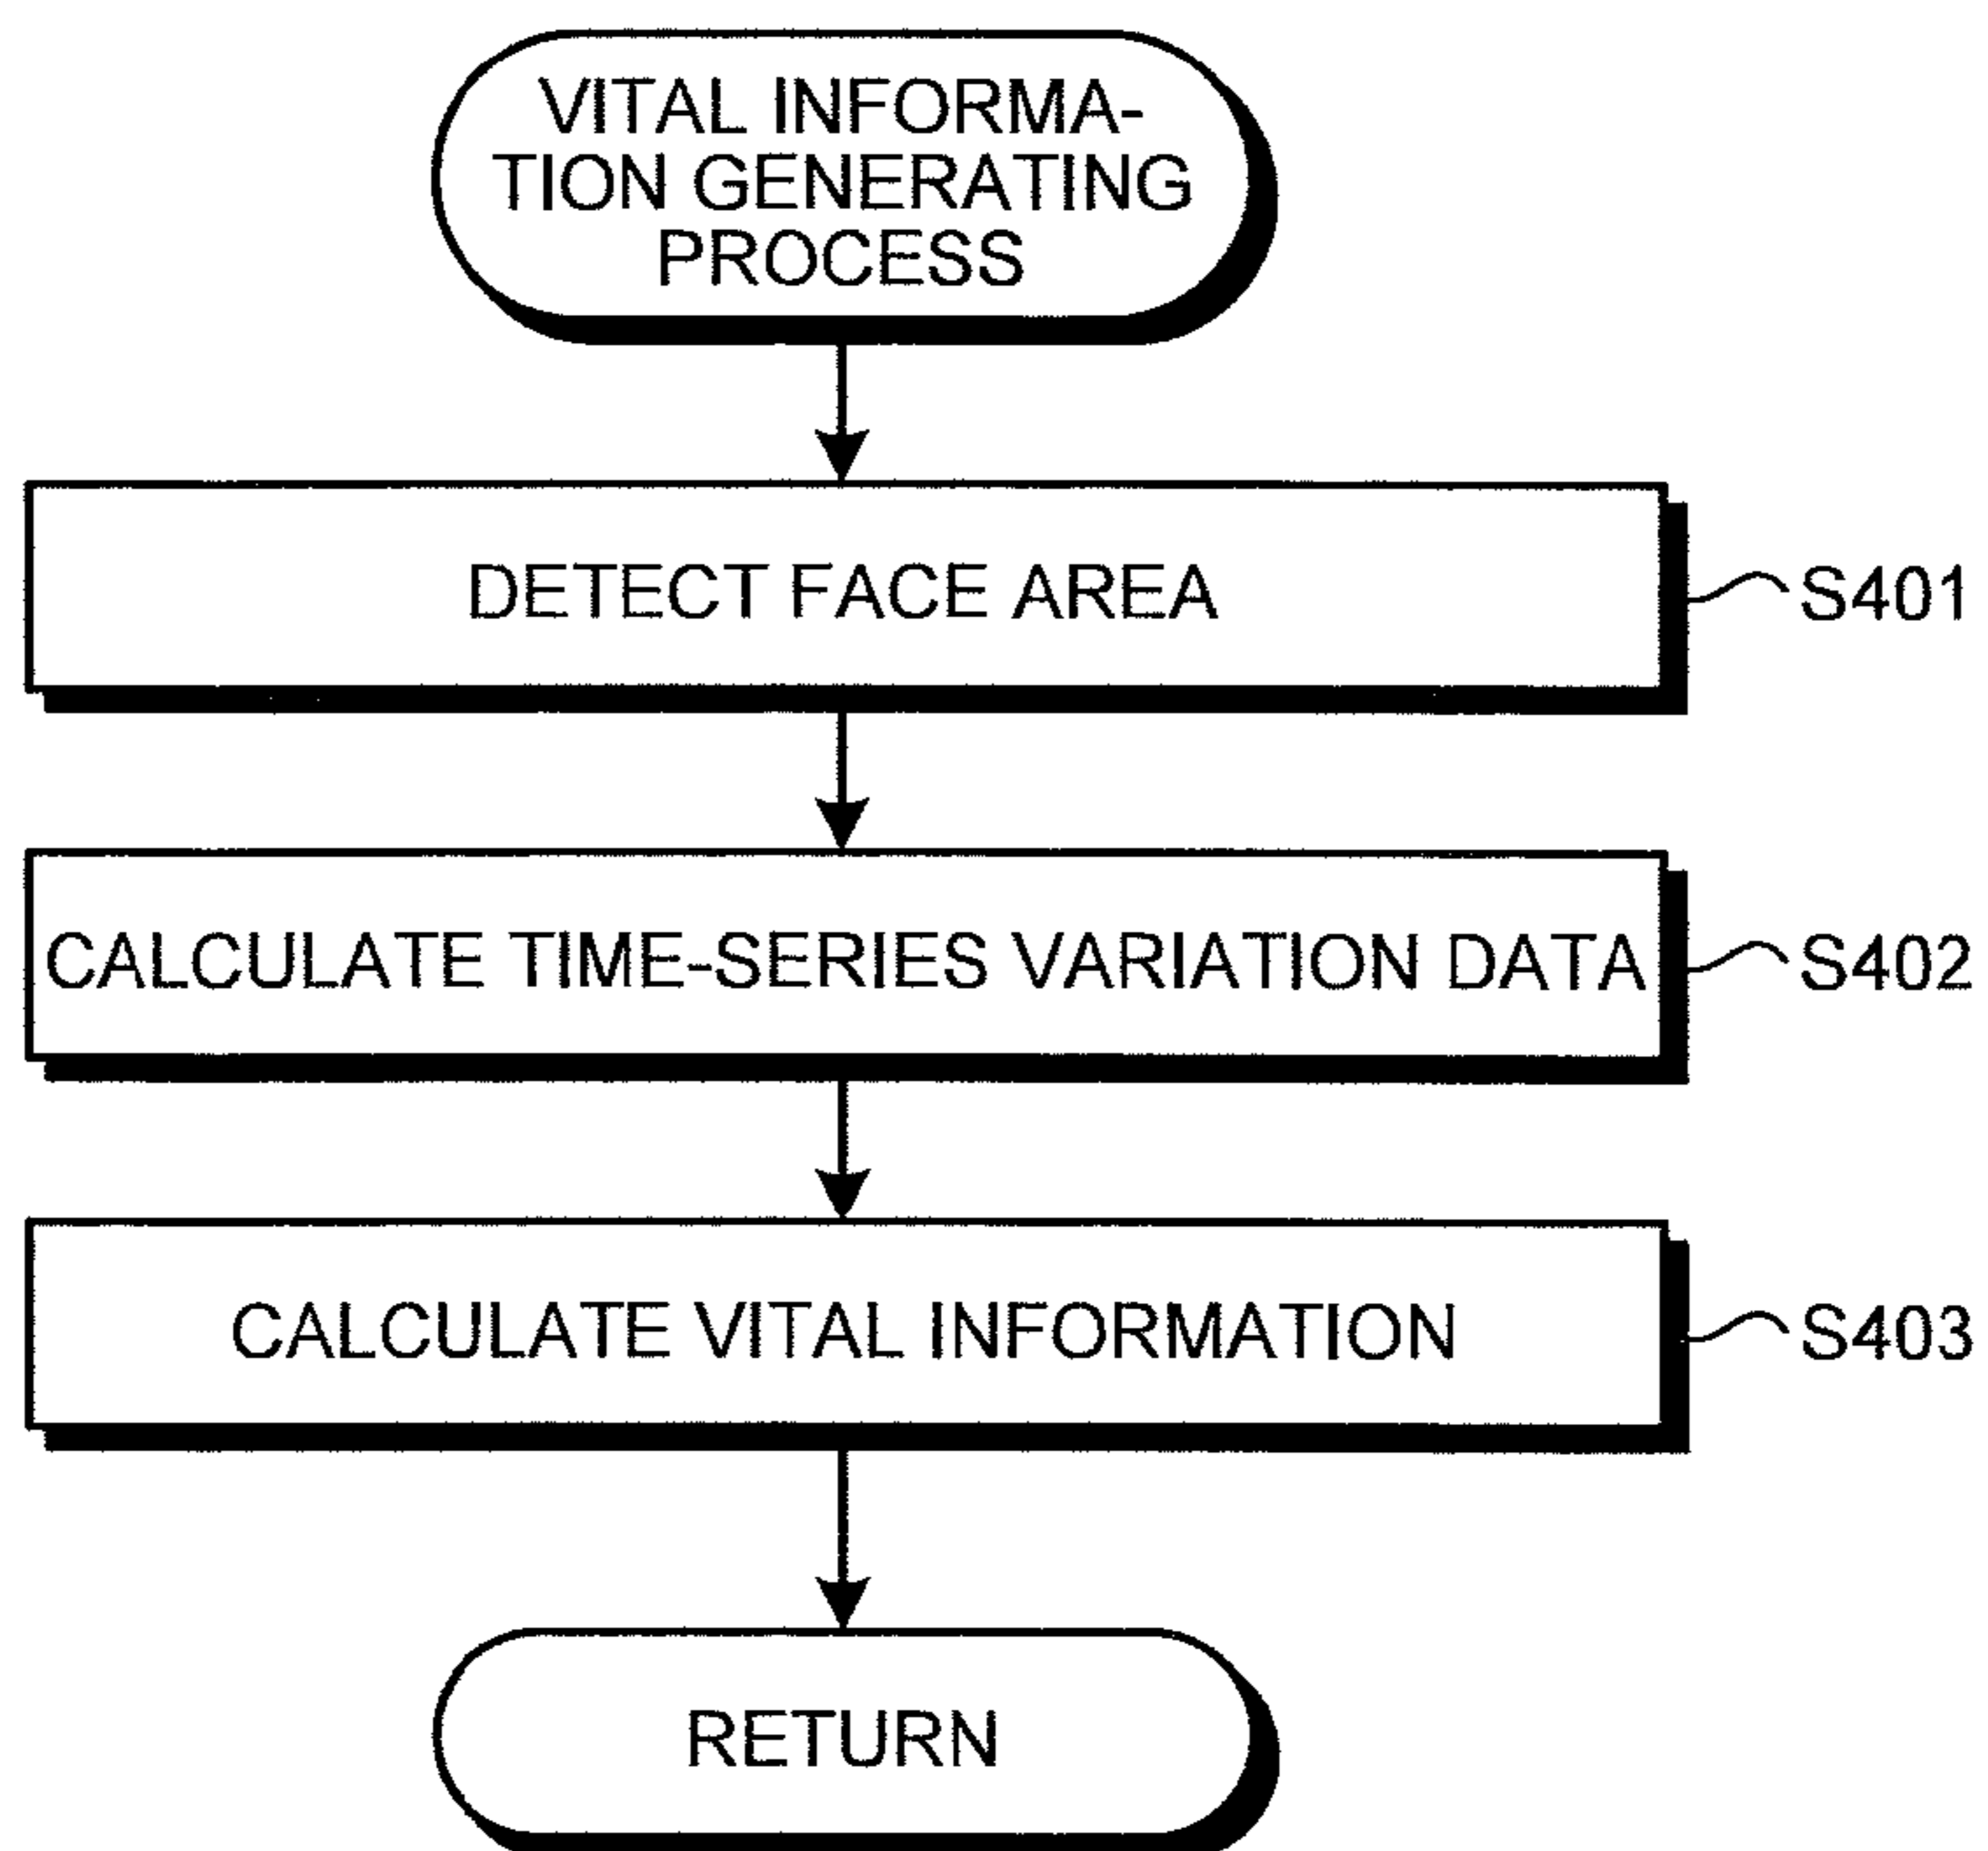 VITAL INFORMA-
TION GENERATING
PROCESS
DETECT FACE AREA
S401
CALCULATE TIME-SERIES VARIATION DATA
S402
CALCULATE VITAL INFORMATION
S403
RETURN